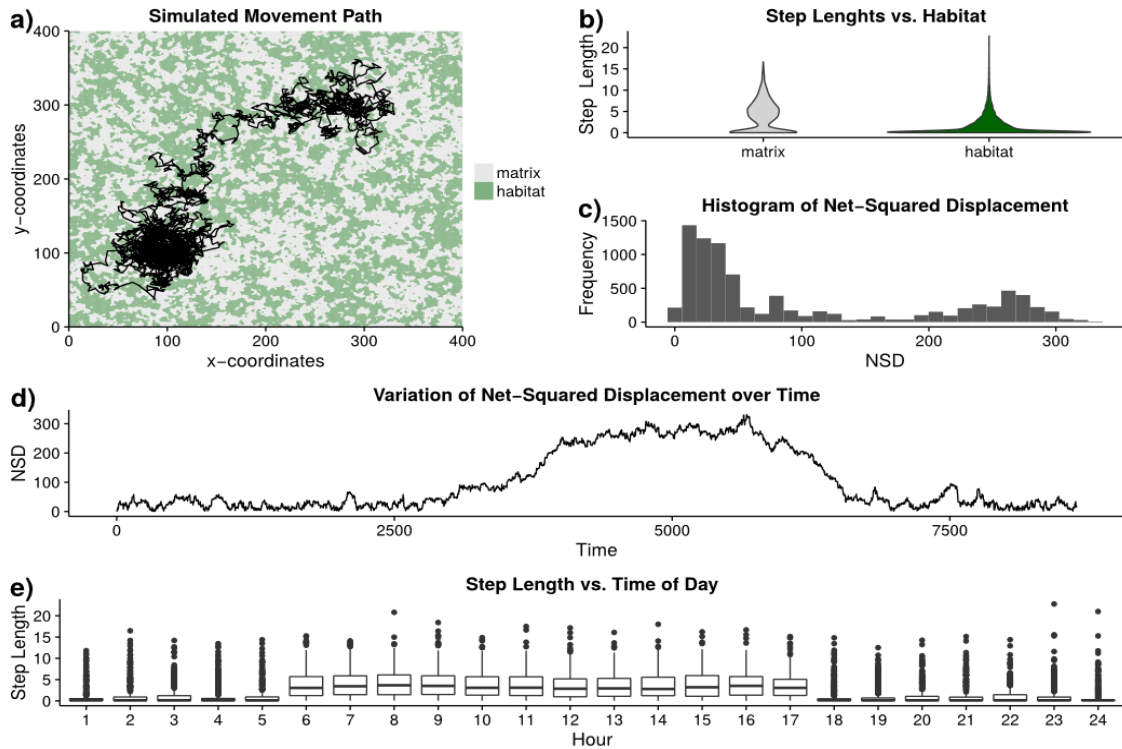 a)
Simulated Movement Path
400
300
200
100
0
0 100 200 300 400
y−coordinates
x−coordinates
matrix
habitat
b)
Step Lenghts vs. Habitat
20
15
10
5
0
Step Length
matrix habitat
c)
Histogram of Net−Squared Displacement
1500
1000
500
0
Frequency
0 100 200 300
NSD
d)
Variation of Net−Squared Displacement over Time
300
200
100
0
NSD
0 2500 5000 7500
Time
e)
Step Length vs. Time of Day
20
15
10
5
0
Step Length
1 2 3 4 5 6 7 8 9 10 11 12 13 14 15 16 17 18 19 20 21 22 23 24
Hour